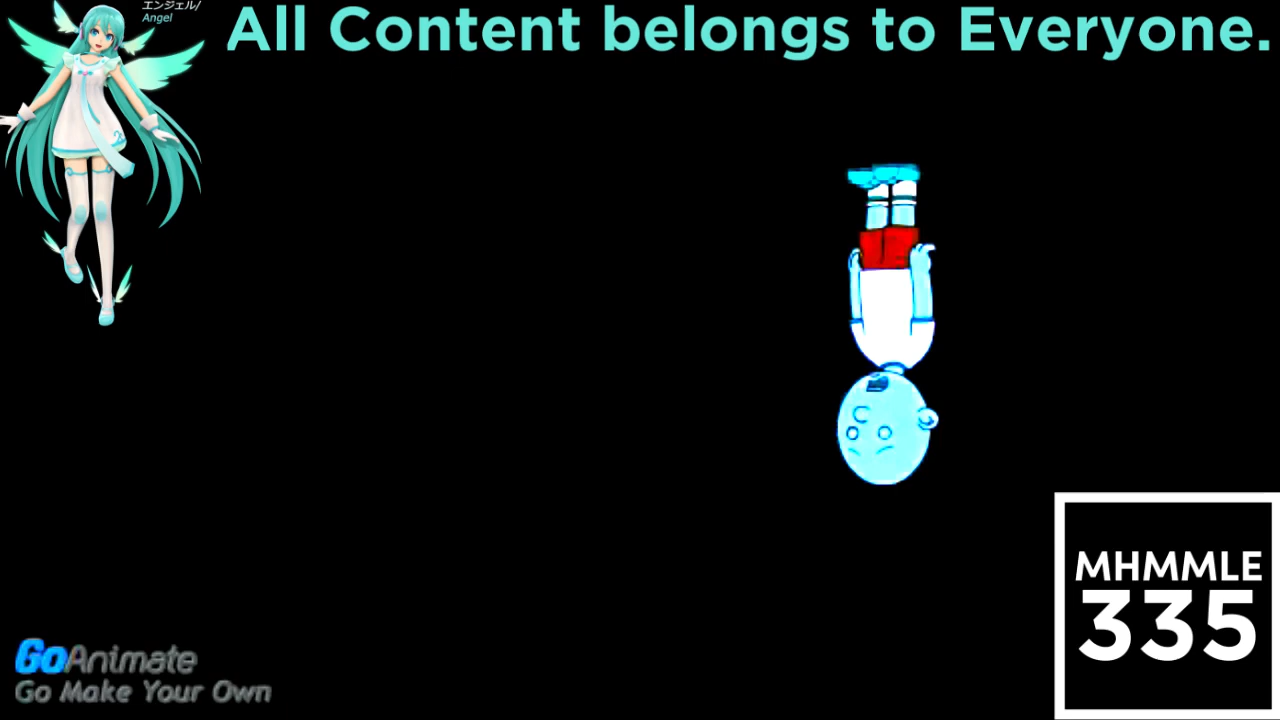 エンジェル/
Angel
All Content belongs to Everyone.
MHMMLE
335
GoAnimate
Go Make Your Own